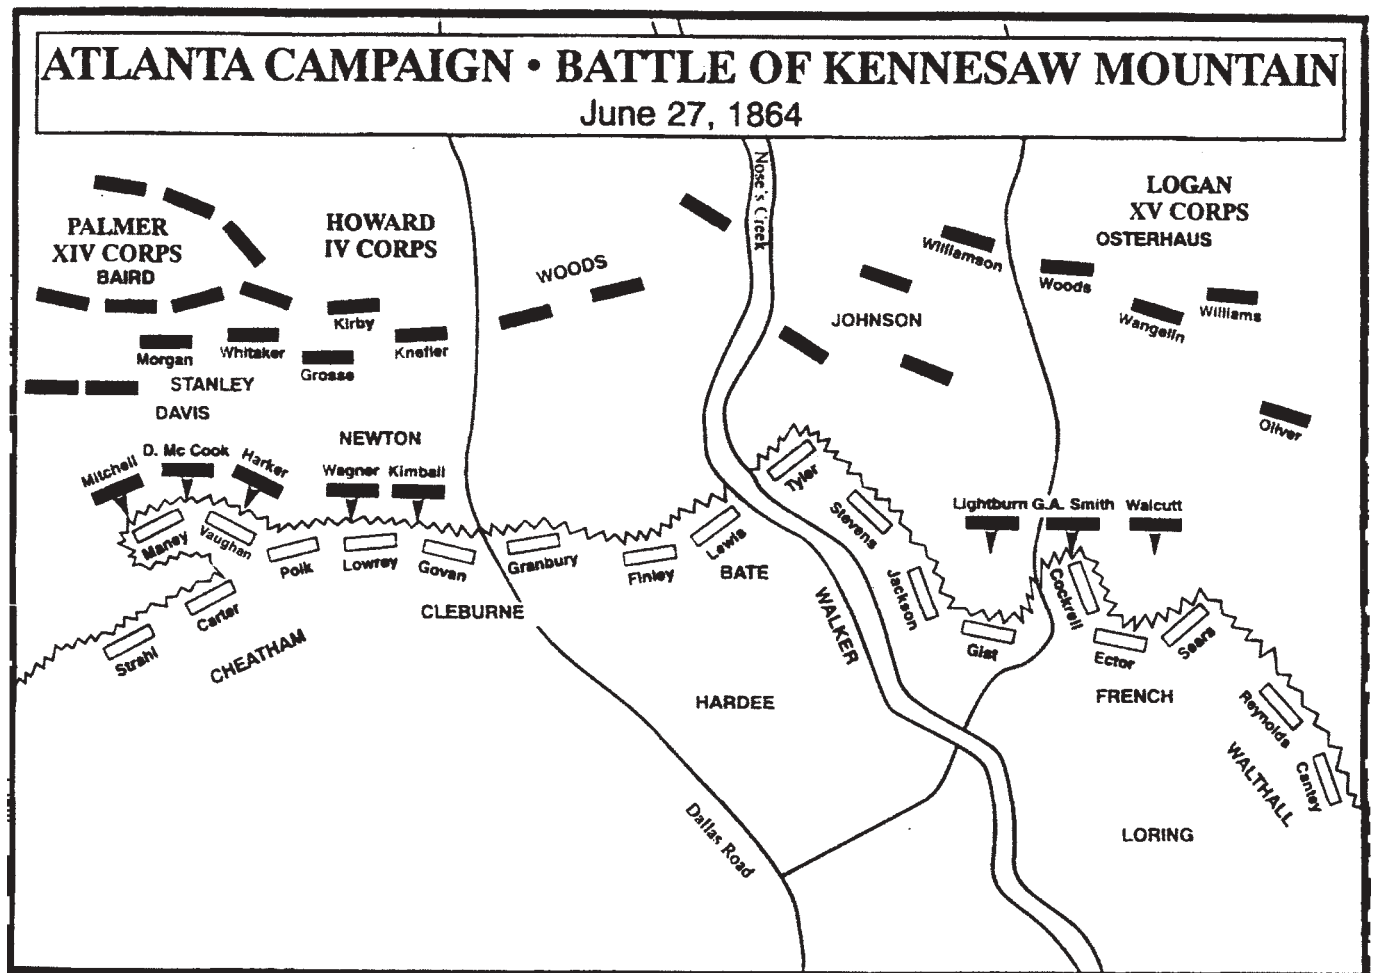 ATLANTA CAMPAIGN • BATTLE OF KENNESAW MOUNTAIN
June 27, 1864
Nose's Creek
PALMER
XIV CORPS
BAIRD
HOWARD
IV CORPS
WOODS
LOGAN
XV CORPS
OSTERHAUS
Williamson
Woods
Wangelin
Williams
JOHNSON
Oliver
Kirby
Knefler
Morgan
Whitaker
Grosse
STANLEY
DAVIS
NEWTON
Mitchell
D. Mc Cook
Harker
Wagner
Kimball
Lightburn
G.A. Smith
Walcutt
Maney
Vaughan
Polk
Lowrey
Govan
Granbury
Finley
Lewis
BATE
Tyler
Stevens
Jackson
Gist
Cockrell
Ector
Sears
Carter
Strahl
CHEATHAM
CLEBURNE
WALKER
HARDEE
FRENCH
Reynolds
Cantey
WALTHALL
LORING
Dallas Road